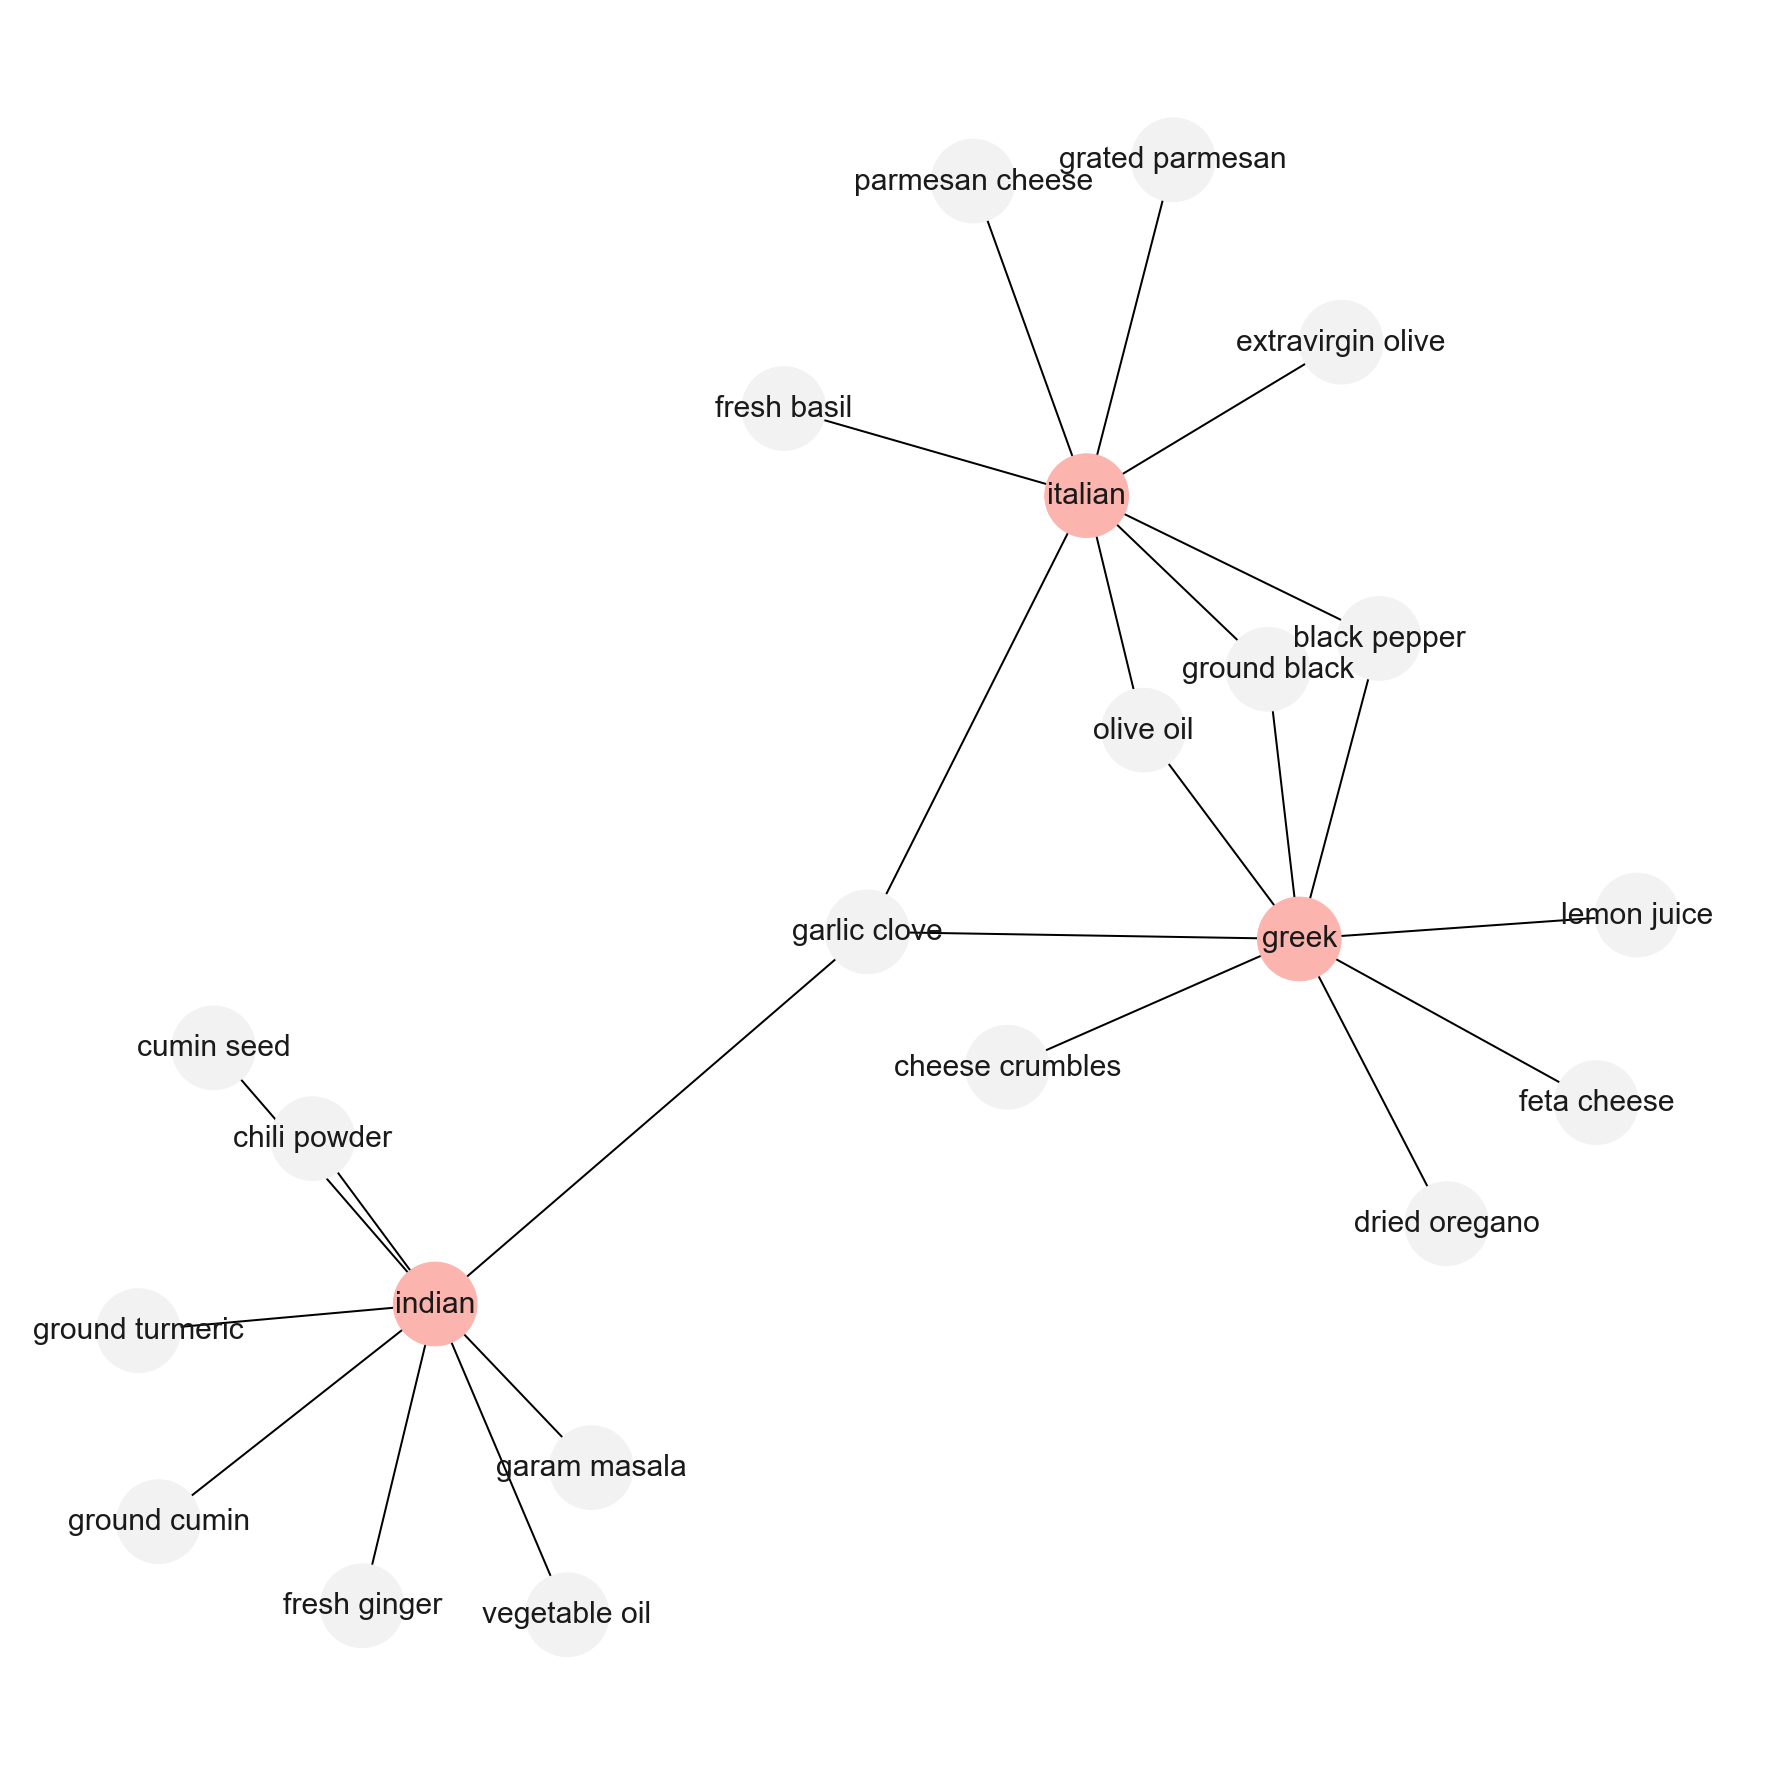 grated parmesan
parmesan cheese
extravirgin olive
fresh basil
italian
black pepper
ground black
olive oil
lemon juice
garlic clove
greek
cumin seed
cheese crumbles
feta cheese
chili powder
dried oregano
indian
ground turmeric
garam masala
ground cumin
fresh ginger
vegetable oil